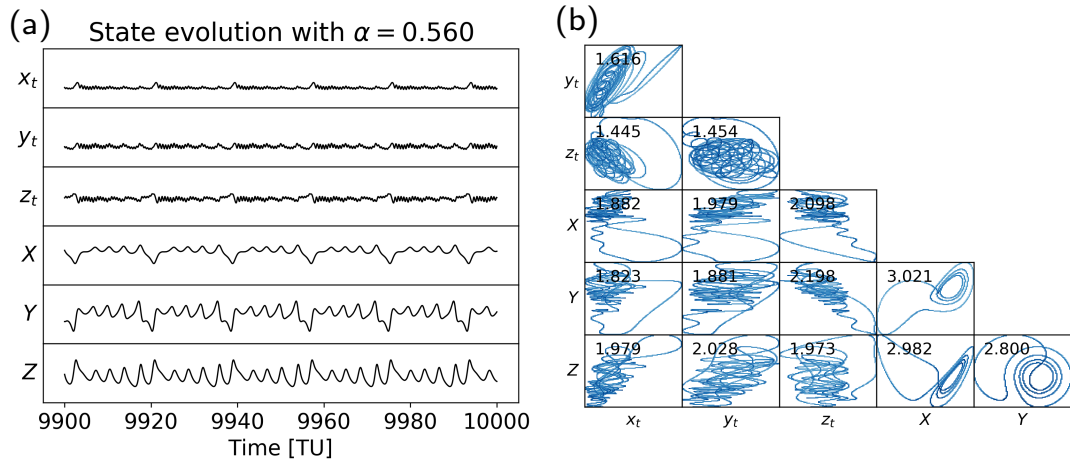 (a)
State evolution with α = 0.560
x_t
y_t
z_t
X
Y
Z
9900 9920 9940 9960 9980 10000
Time [TU]
(b)
y_t 1.616
z_t 1.445 1.454
X 1.882 1.979 2.098
Y 1.823 1.881 2.198 3.021
Z 1.979 2.028 1.973 2.982 2.800
x_t y_t z_t X Y